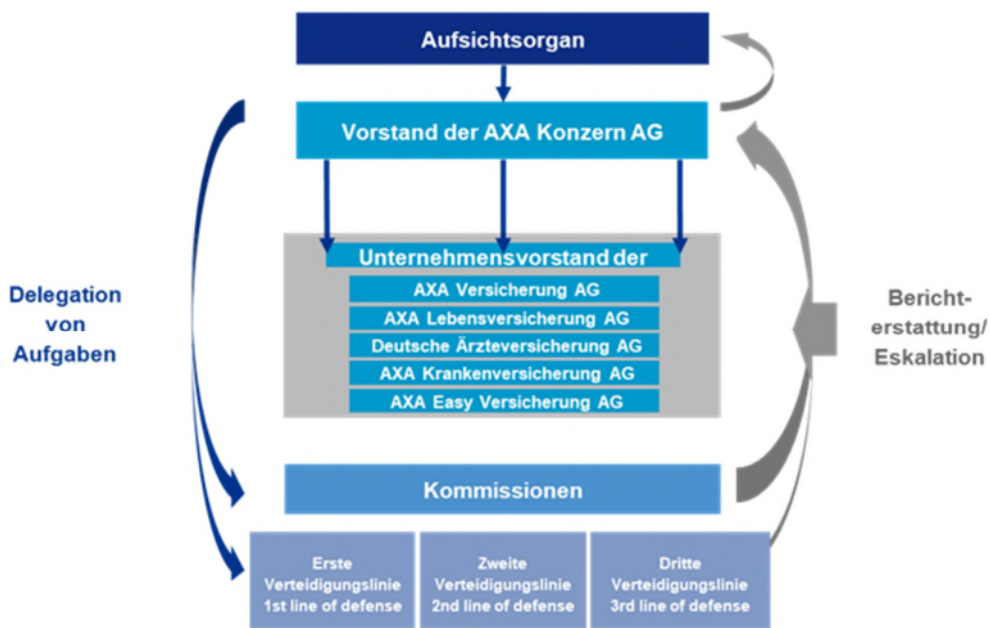 Aufsichtsorgan
Vorstand der AXA Konzern AG
Unternehmensvorstand der
AXA Versicherung AG
AXA Lebensversicherung AG
Deutsche Ärzteversicherung AG
AXA Krankenversicherung AG
AXA Easy Versicherung AG
Delegation
von
Aufgaben
Bericht-
erstattung/
Eskalation
Kommissionen
Erste
Verteidigungslinie
1st line of defense
Zweite
Verteidigungslinie
2nd line of defense
Dritte
Verteidigungslinie
3rd line of defense